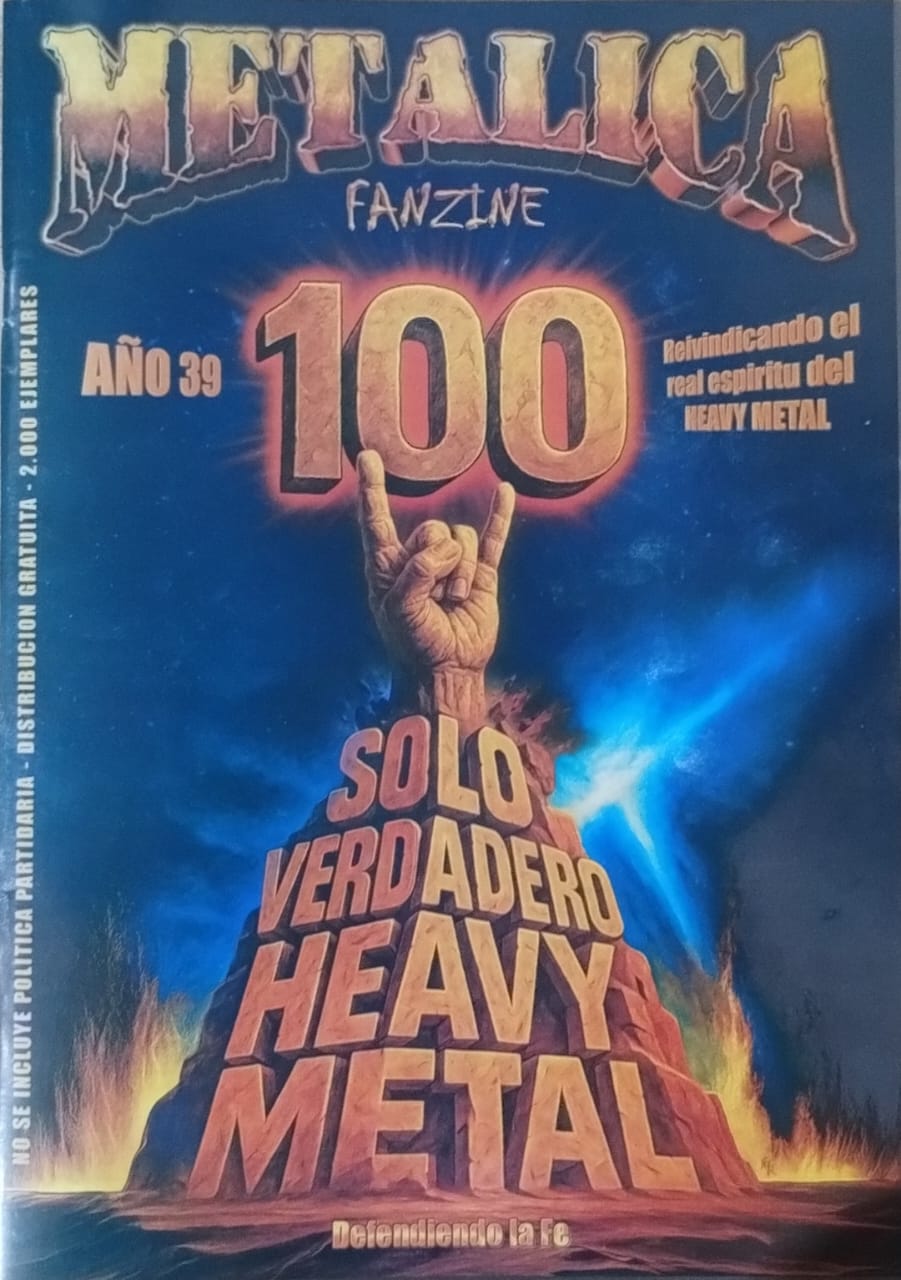 METALICA
FANZINE
100
AÑO 39
Reivindicando el
real espiritu del
HEAVY METAL
NO SE INCLUYE POLITICA PARTIDARIA - DISTRIBUCION GRATUITA - 2.000 EJEMPLARES
SOLO
VERDADERO
HEAVY
METAL
Defendiendo la Fe